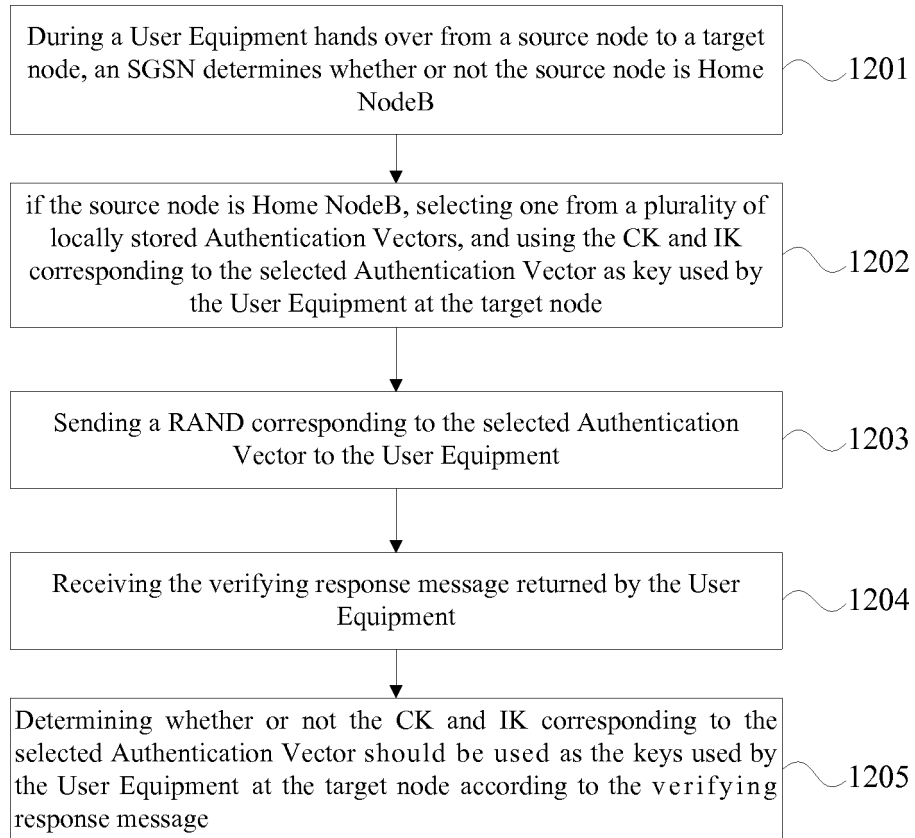 During a User Equipment hands over from a source node to a target
node, an SGSN determines whether or not the source node is Home
NodeB
1201
if the source node is Home NodeB, selecting one from a plurality of
locally stored Authentication Vectors, and using the CK and IK
corresponding to the selected Authentication Vector as key used by
the User Equipment at the target node
1202
Sending a RAND corresponding to the selected Authentication
Vector to the User Equipment
1203
Receiving the verifying response message returned by the User
Equipment
1204
Determining whether or not the CK and IK corresponding to the
selected Authentication Vector should be used as the keys used by
the User Equipment at the target node according to the verifying
response message
1205